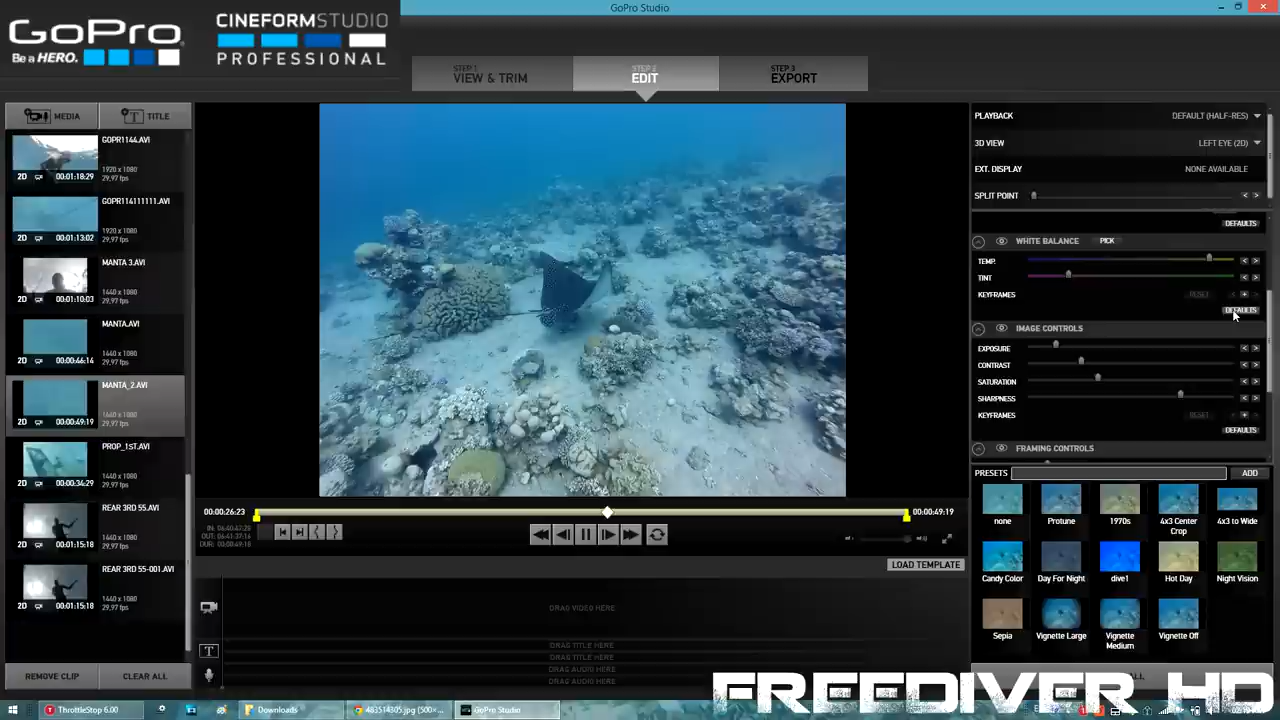 GoPro Studio
GoPro
Be a HERO.
CINEFORMSTUDIO
PROFESSIONAL
STEP 1
VIEW & TRIM
STEP 2
EDIT
STEP 3
EXPORT
MEDIA
TITLE
GOPR1144.AVI
1920 x 1080
29.97 fps
2D
00:01:18:29
GOPR114111111.AVI
1920 x 1080
29.97 fps
2D
00:01:13:02
MANTA 3.AVI
1440 x 1080
29.97 fps
2D
00:01:10:03
MANTA.AVI
1440 x 1080
29.97 fps
2D
00:00:46:14
MANTA_2.AVI
1440 x 1080
29.97 fps
2D
00:00:49:19
PROP_1ST.AVI
1440 x 1080
29.97 fps
2D
00:00:34:29
REAR 3RD 55.AVI
1440 x 1080
29.97 fps
2D
00:01:15:18
REAR 3RD 55-001.AVI
1440 x 1080
29.97 fps
2D
00:01:15:18
REMOVE CLIP
CLEAR ALL
00:00:26:23
00:00:49:19
LOAD TEMPLATE
DRAG VIDEO HERE
T
DRAG TITLE HERE
DRAG TITLE HERE
DRAG AUDIO HERE
DRAG AUDIO HERE
PLAYBACK
DEFAULT (HALF-RES)
3D VIEW
LEFT EYE (2D)
EXT. DISPLAY
NONE AVAILABLE
SPLIT POINT
DEFAULTS
WHITE BALANCE
PICK
TEMP.
TINT
KEYFRAMES
RESET
DEFAULTS
IMAGE CONTROLS
EXPOSURE
CONTRAST
SATURATION
SHARPNESS
KEYFRAMES
RESET
DEFAULTS
FRAMING CONTROLS
PRESETS
ADD
none
Protune
1970s
4x3 Center Crop
4x3 to Wide
Candy Color
Day For Night
dive1
Hot Day
Night Vision
Sepia
Vignette Large
Vignette Medium
Vignette Off
FREEDIVER HD
ThrottleStop 6.00
Downloads
483514305.jpg (500×...
GoPro Studio